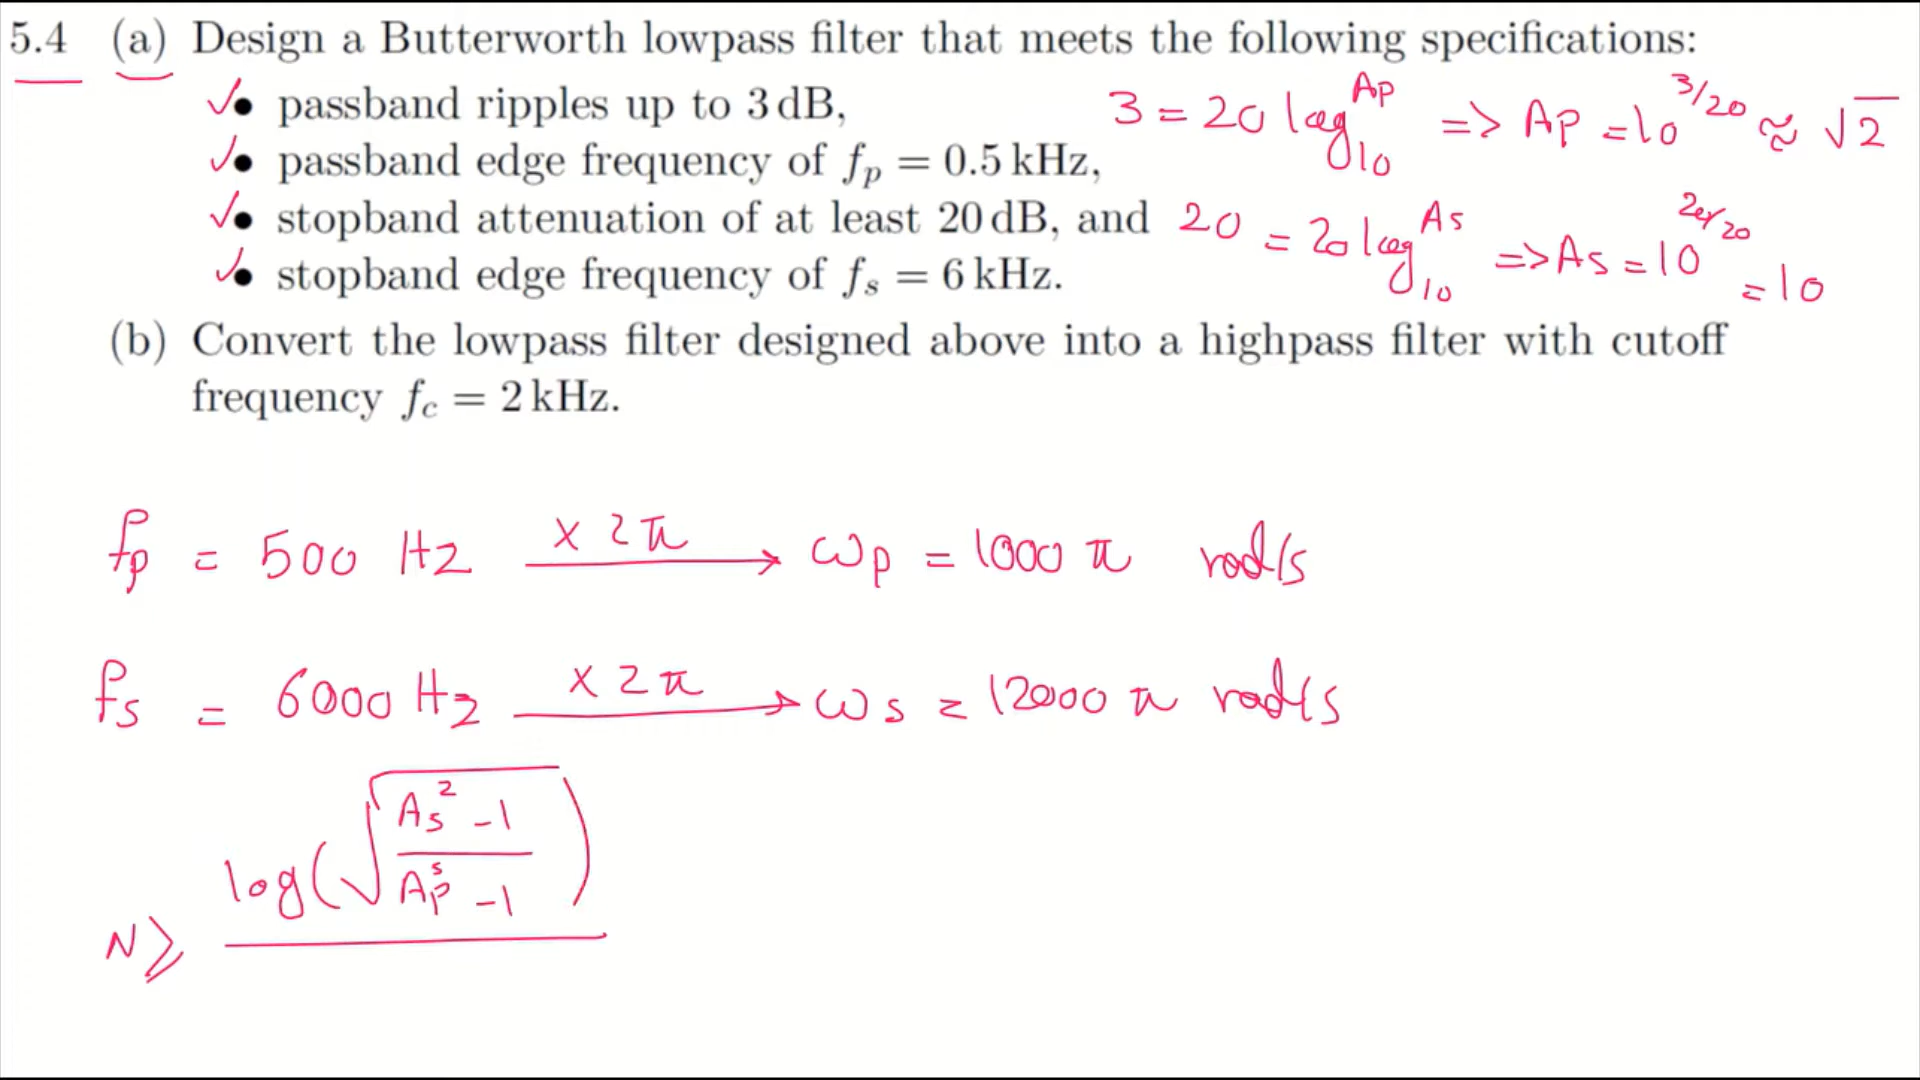 5.4 (a) Design a Butterworth lowpass filter that meets the following specifications:
✓• passband ripples up to 3 dB, 3 = 20 log₁₀ Ap => Ap = 10^(3/20) ≈ √2
✓• passband edge frequency of fp = 0.5 kHz,
✓• stopband attenuation of at least 20 dB, and 20 = 20 log₁₀ As => As = 10^(20/20) = 10
✓• stopband edge frequency of fs = 6 kHz.
(b) Convert the lowpass filter designed above into a highpass filter with cutoff
frequency fc = 2 kHz.
fp = 500 Hz × 2π → ωp = 1000 π rad/s
fs = 6000 Hz × 2π → ωs = 12000 π rad/s
N ≥ log(√((As² - 1)/(Ap^s - 1)))